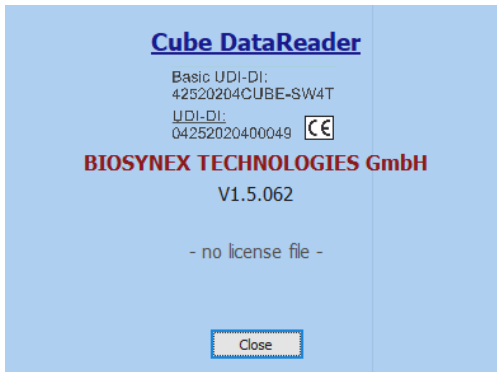 Cube DataReader
Basic UDI-DI:
42520204CUBE-SW4T
UDI-DI:
04252020400049 CE
BIOSYNEX TECHNOLOGIES GmbH
V1.5.062
- no license file -
Close